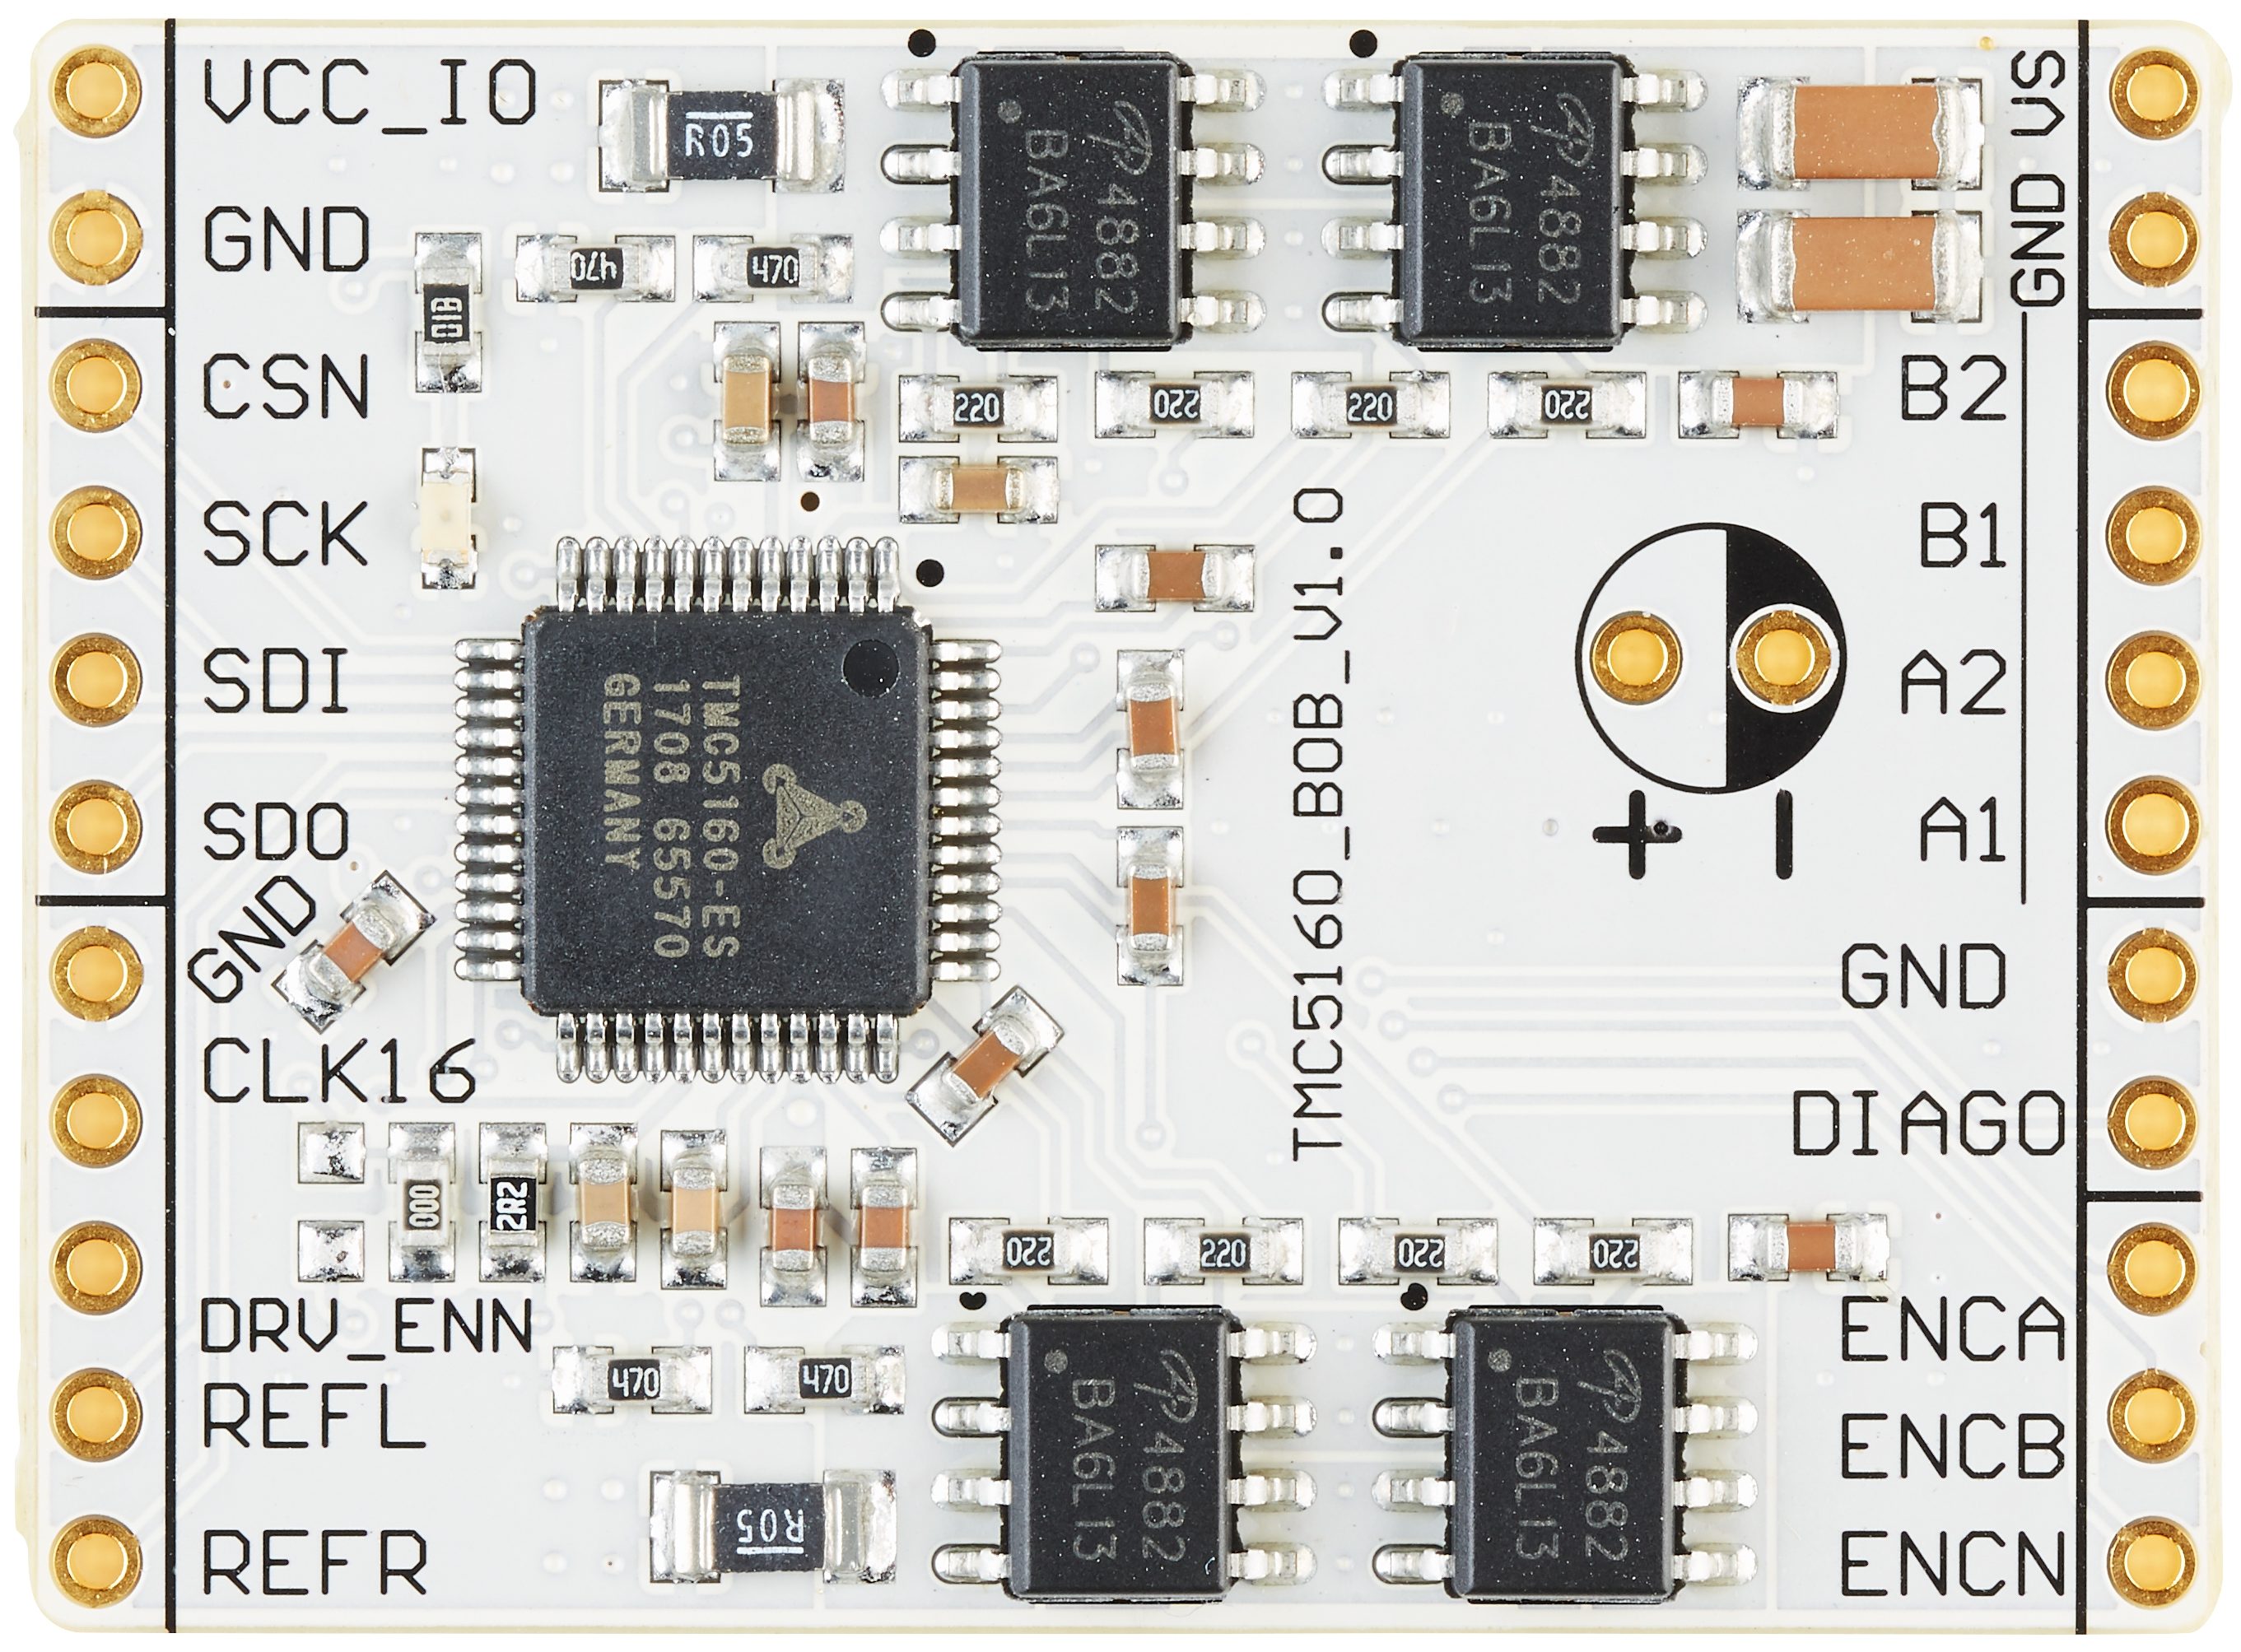 VCC_IO
GND
CSN
SCK
SDI
SDO
GND
CLK16
DRV_ENN
REFL
REFR
R05
470
470
01B
4882
BA6L13
4882
BA6L13
220
220
220
220
TMC5160-ES
1708 65570
GERMANY
TMC5160_BOB_V1.0
+ -
000
2R2
220
220
220
220
470
470
R05
4882
BA6L13
4882
BA6L13
VS
GND
B2
B1
A2
A1
GND
DIAG0
ENCA
ENCB
ENCN